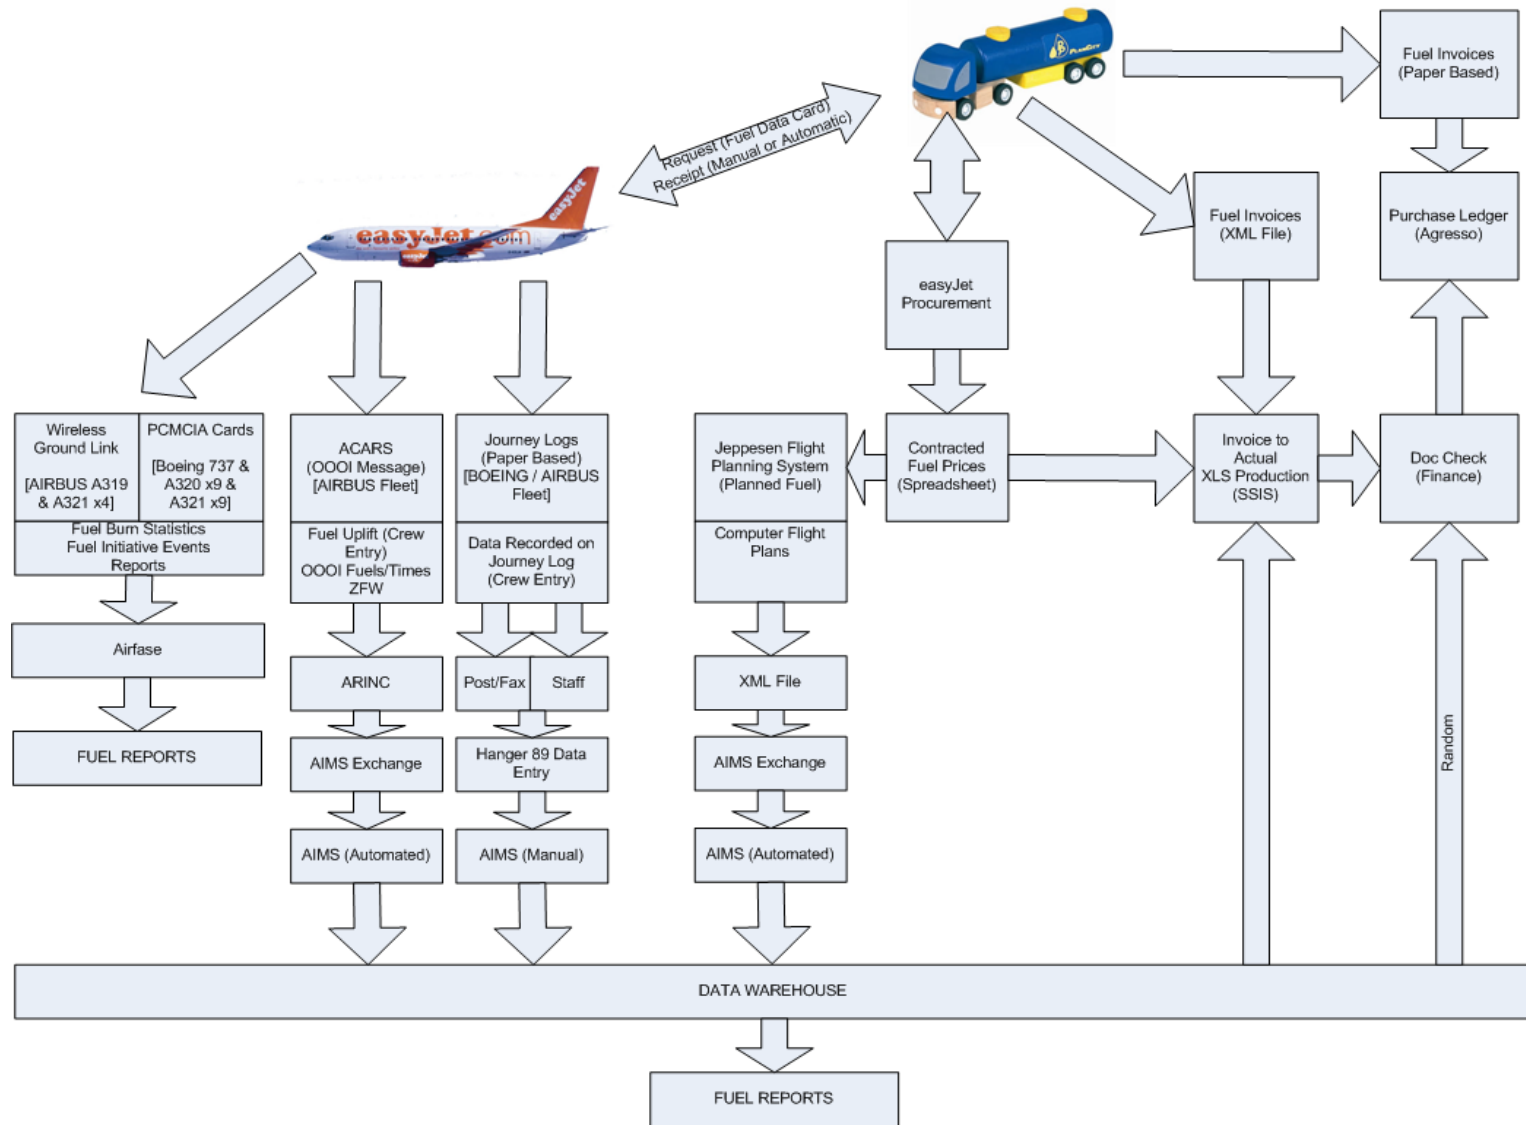 PLANCITY
Fuel Invoices
(Paper Based)
Request (Fuel Data Card)
Receipt (Manual or Automatic)
easyJet
easyJet.com
Fuel Invoices
(XML File)
Purchase Ledger
(Agresso)
easyJet
Procurement
Wireless
Ground Link
[AIRBUS A319
& A321 x4]
PCMCIA Cards
[Boeing 737 &
A320 x9 &
A321 x9]
Fuel Burn Statistics
Fuel Initiative Events
Reports
ACARS
(OOOI Message)
[AIRBUS Fleet]
Fuel Uplift (Crew
Entry)
OOOI Fuels/Times
ZFW
Journey Logs
(Paper Based)
[BOEING / AIRBUS
Fleet]
Data Recorded on
Journey Log
(Crew Entry)
Jeppesen Flight
Planning System
(Planned Fuel)
Computer Flight
Plans
Contracted
Fuel Prices
(Spreadsheet)
Invoice to
Actual
XLS Production
(SSIS)
Doc Check
(Finance)
Airfase
ARINC
Post/Fax
Staff
XML File
FUEL REPORTS
AIMS Exchange
Hanger 89 Data
Entry
AIMS Exchange
Random
AIMS (Automated)
AIMS (Manual)
AIMS (Automated)
DATA WAREHOUSE
FUEL REPORTS